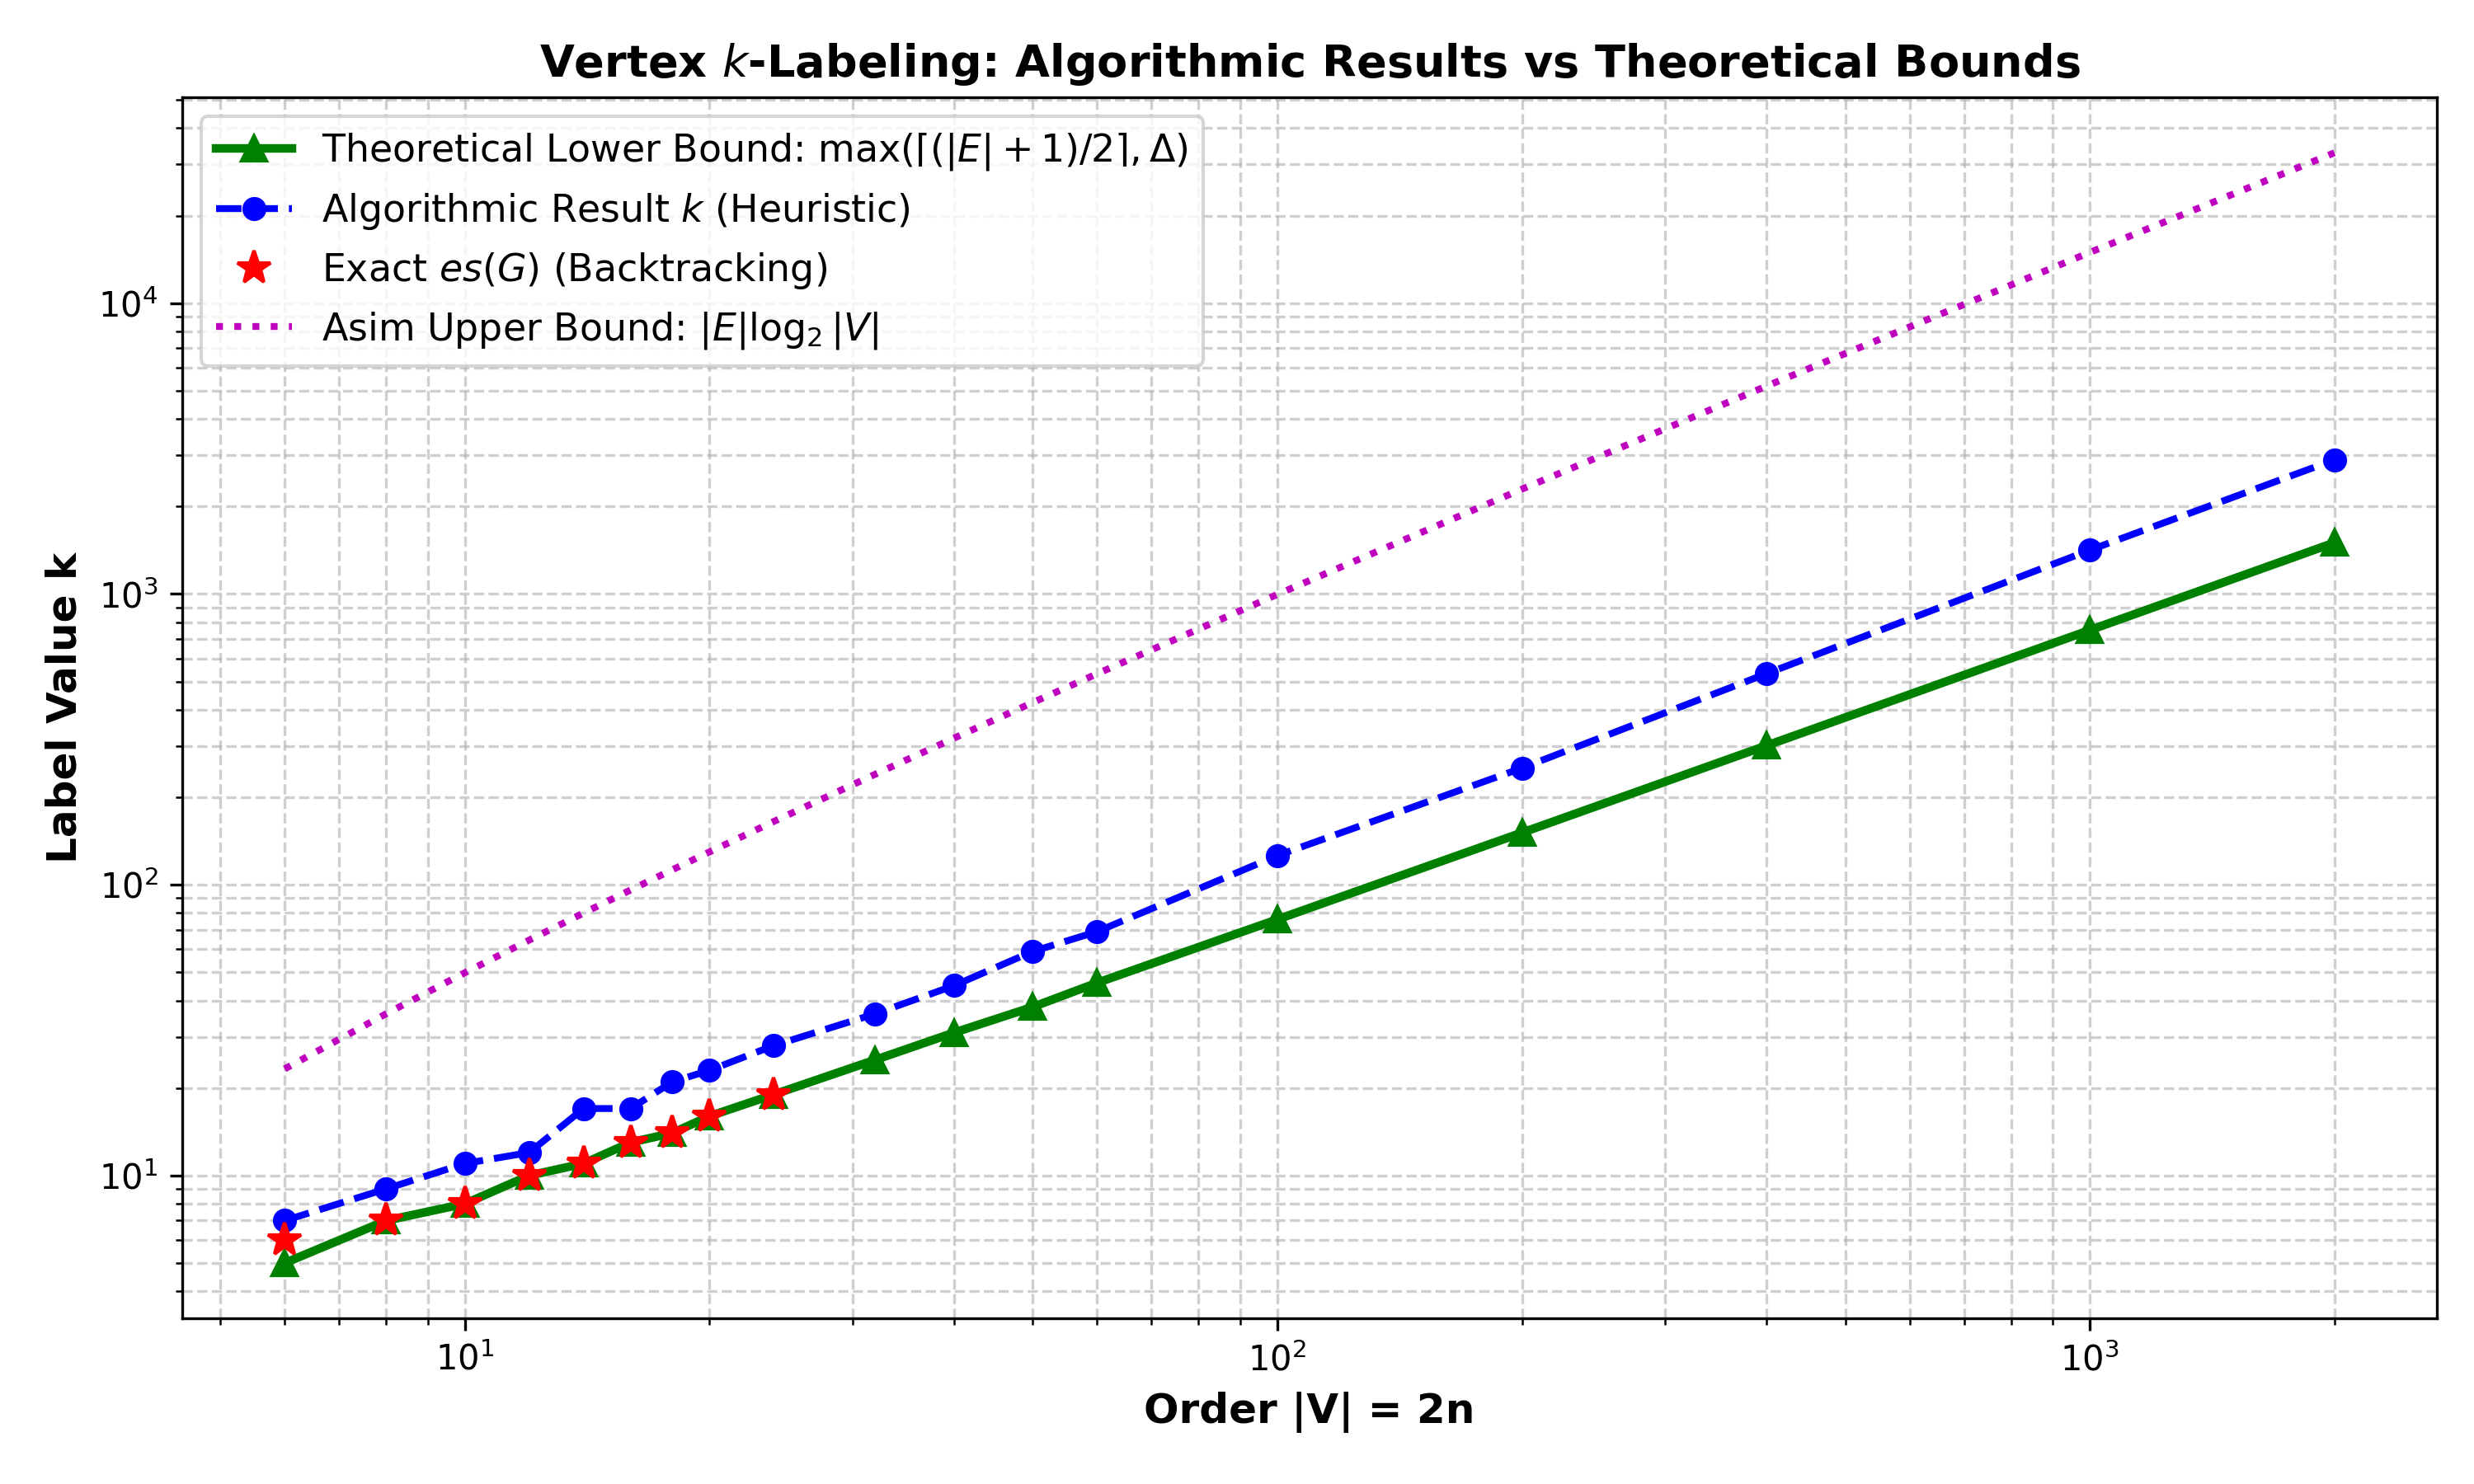 Vertex k-Labeling: Algorithmic Results vs Theoretical Bounds
Theoretical Lower Bound: max(⌈(|E| + 1)/2⌉, Δ)
Algorithmic Result k (Heuristic)
Exact es(G) (Backtracking)
Asim Upper Bound: |E|log₂ |V|
Label Value k
10⁴
10³
10²
10¹
10¹
10²
10³
Order |V| = 2n